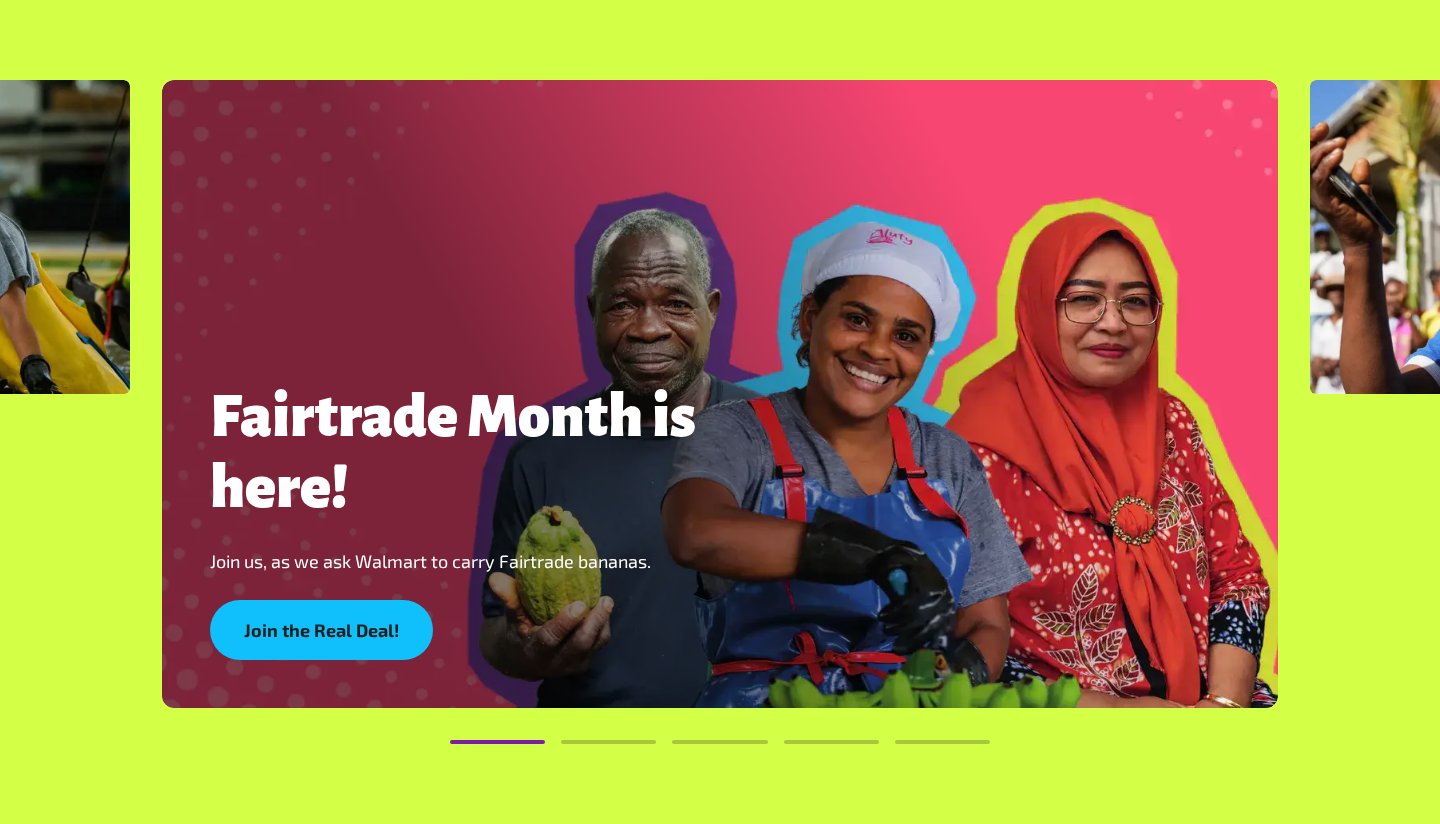 Fairtrade Month is
here!
Join us, as we ask Walmart to carry Fairtrade bananas.
Join the Real Deal!